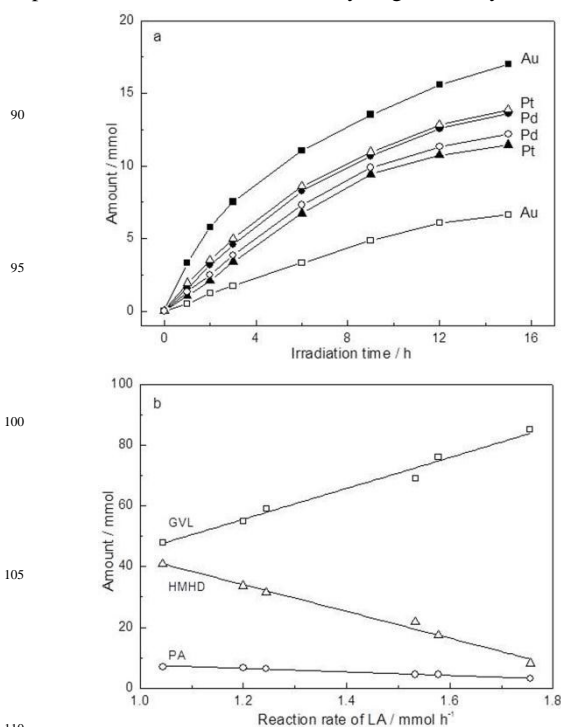 20
a
Au
15
Pt
Pd
Pd
Pt
10
Au
5
0
Amount / mmol
0 4 8 12 16
Irradiation time / h
90
95
100
b
80
60
GVL
40
HMHD
20
PA
0
Amount / mmol
1.0 1.2 1.4 1.6 1.8
Reaction rate of LA / mmol h⁻¹
100
105